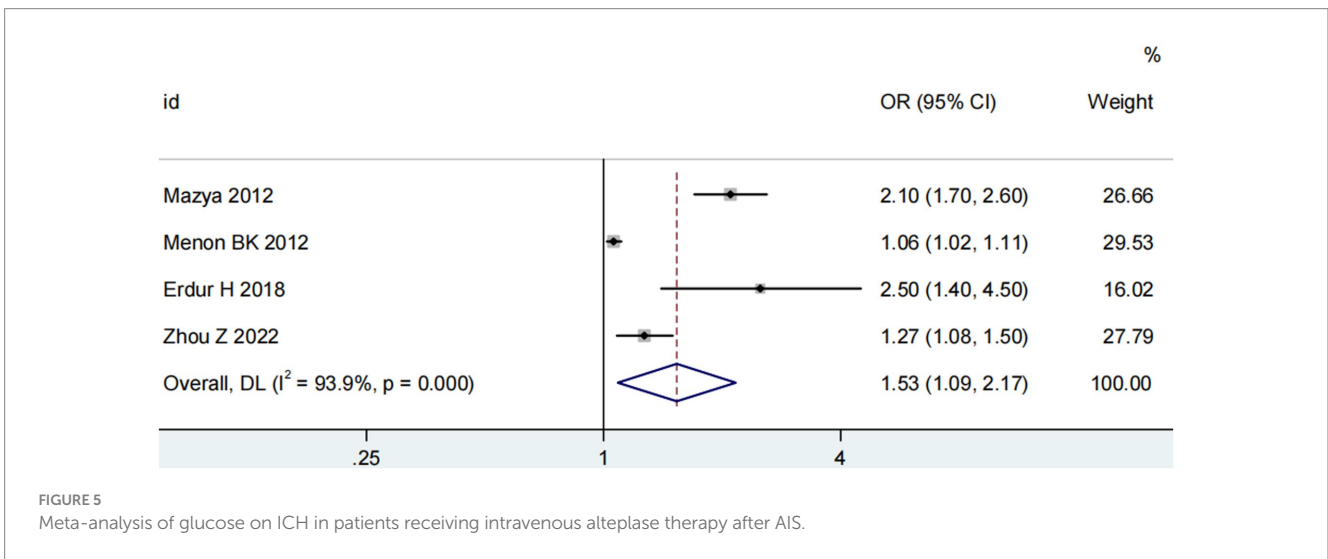 %
id OR (95% CI) Weight
Mazya 2012 2.10 (1.70, 2.60) 26.66
Menon BK 2012 1.06 (1.02, 1.11) 29.53
Erdur H 2018 2.50 (1.40, 4.50) 16.02
Zhou Z 2022 1.27 (1.08, 1.50) 27.79
Overall, DL (I² = 93.9%, p = 0.000) 1.53 (1.09, 2.17) 100.00
.25 1 4
FIGURE 5
Meta-analysis of glucose on ICH in patients receiving intravenous alteplase therapy after AIS.